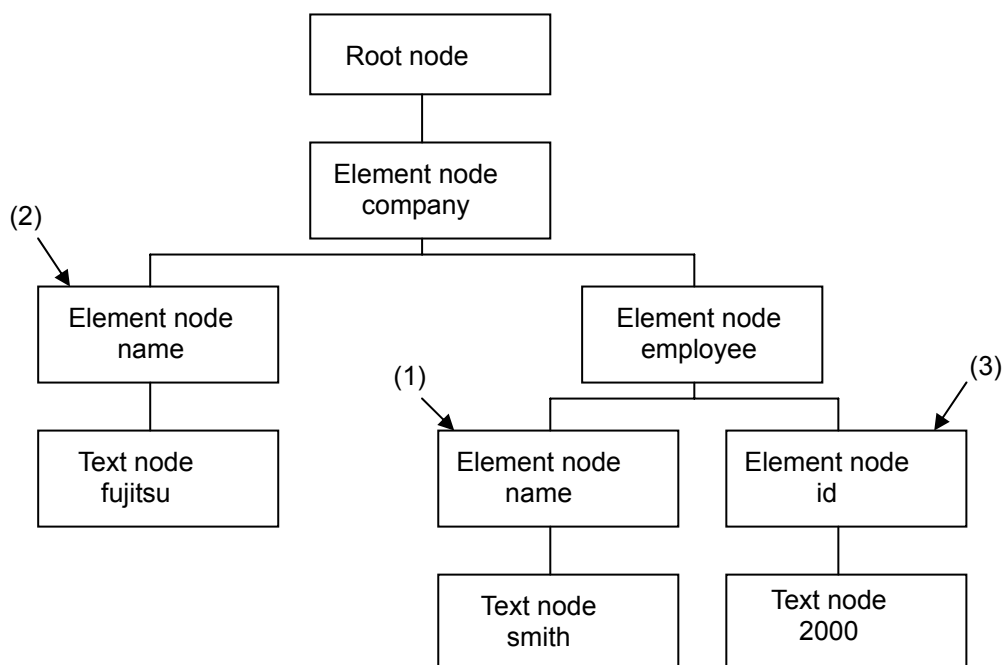 Root node
Element node
company
(2)
Element node
name
Element node
employee
(1)
(3)
Text node
fujitsu
Element node
name
Element node
id
Text node
smith
Text node
2000